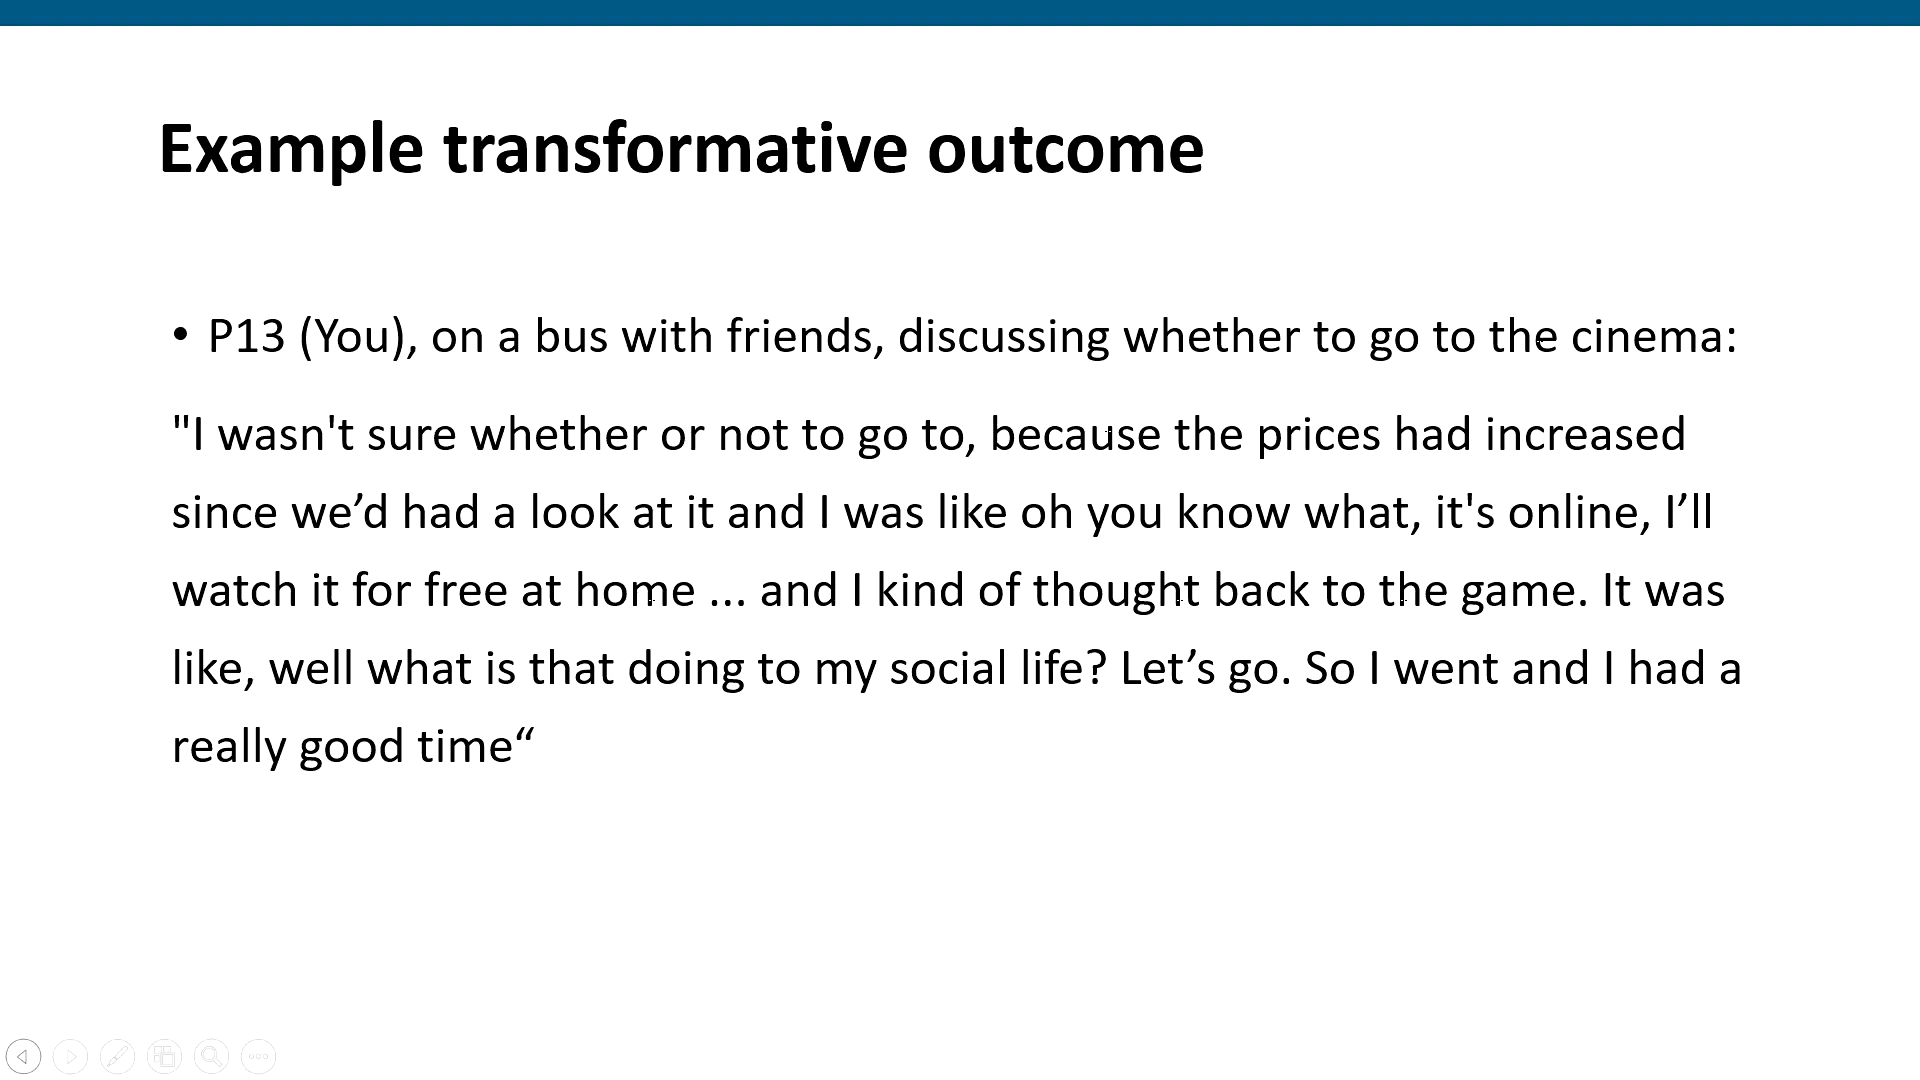 Example transformative outcome
• P13 (You), on a bus with friends, discussing whether to go to the cinema:
"I wasn't sure whether or not to go to, because the prices had increased
since we’d had a look at it and I was like oh you know what, it's online, I’ll
watch it for free at home ... and I kind of thought back to the game. It was
like, well what is that doing to my social life? Let’s go. So I went and I had a
really good time“